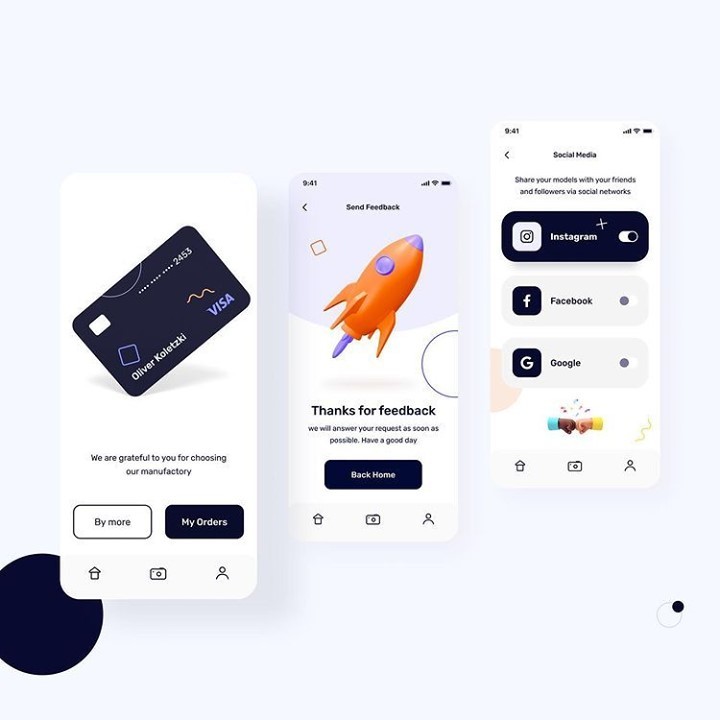 •••• •••• •••• 2453
VISA
Oliver Koletzki
We are grateful to you for choosing
our manufactory
By more
My Orders
9:41
Send Feedback
Thanks for feedback
we will answer your request as soon as
possible. Have a good day
Back Home
9:41
Social Media
Share your models with your friends
and followers via social networks
Instagram
f
Facebook
G
Google